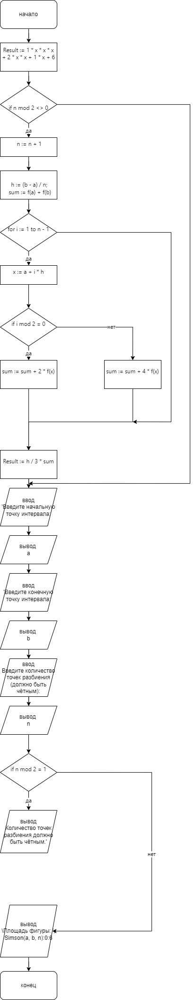 начало
Result := 1 * x * x * x
+ 2 * x * x + 1 * x + 6
if n mod 2 <> 0
да
n := n + 1
h := (b - a) / n;
sum := f(a) + f(b)
for i := 1 to n - 1
да
x := a + i * h
if i mod 2 = 0
нет
да
sum := sum + 2 * f(x)
sum := sum + 4 * f(x)
Result := h / 3 * sum
ввод
'Введите начальную
точку интервала:
вывод
a
ввод
'Введите конечную
точку интервала:
вывод
b
ввод
Введите количество
точек разбиения
(должно быть
чётным):
вывод
n
if n mod 2 = 1
да
вывод
Количество точек
разбиения должно
быть чётным.'
нет
вывод
\Площадь фигуры: ',
Simson(a, b, n):0:6
конец